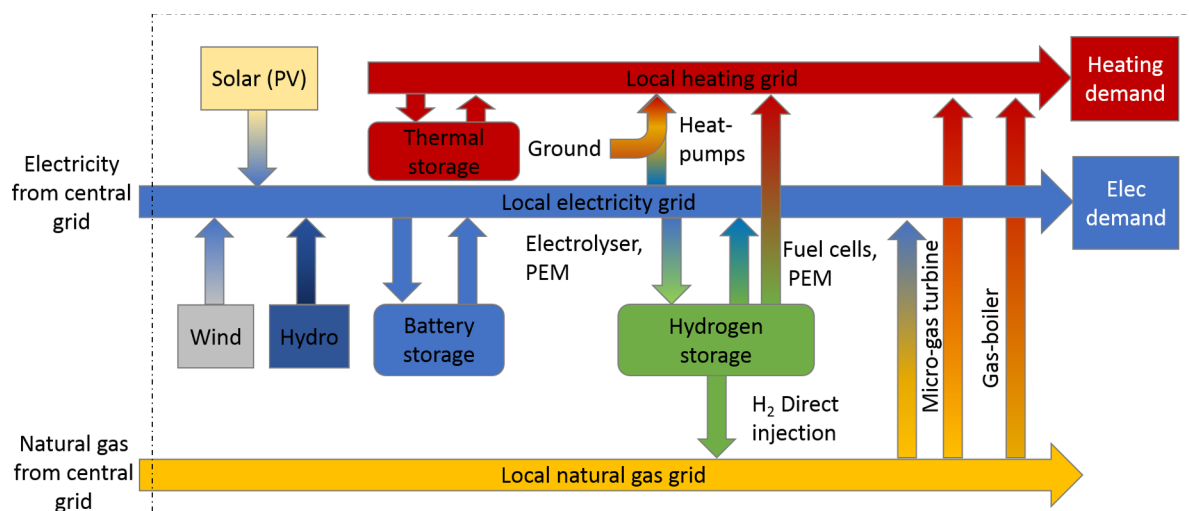 Solar (PV)
Local heating grid
Heating
demand
Thermal
storage
Ground
Heat-
pumps
Electricity
from central
grid
Local electricity grid
Elec
demand
Electrolyser,
PEM
Fuel cells,
PEM
Wind
Hydro
Battery
storage
Hydrogen
storage
Micro-gas turbine
Gas-boiler
H₂ Direct
injection
Natural gas
from central
grid
Local natural gas grid